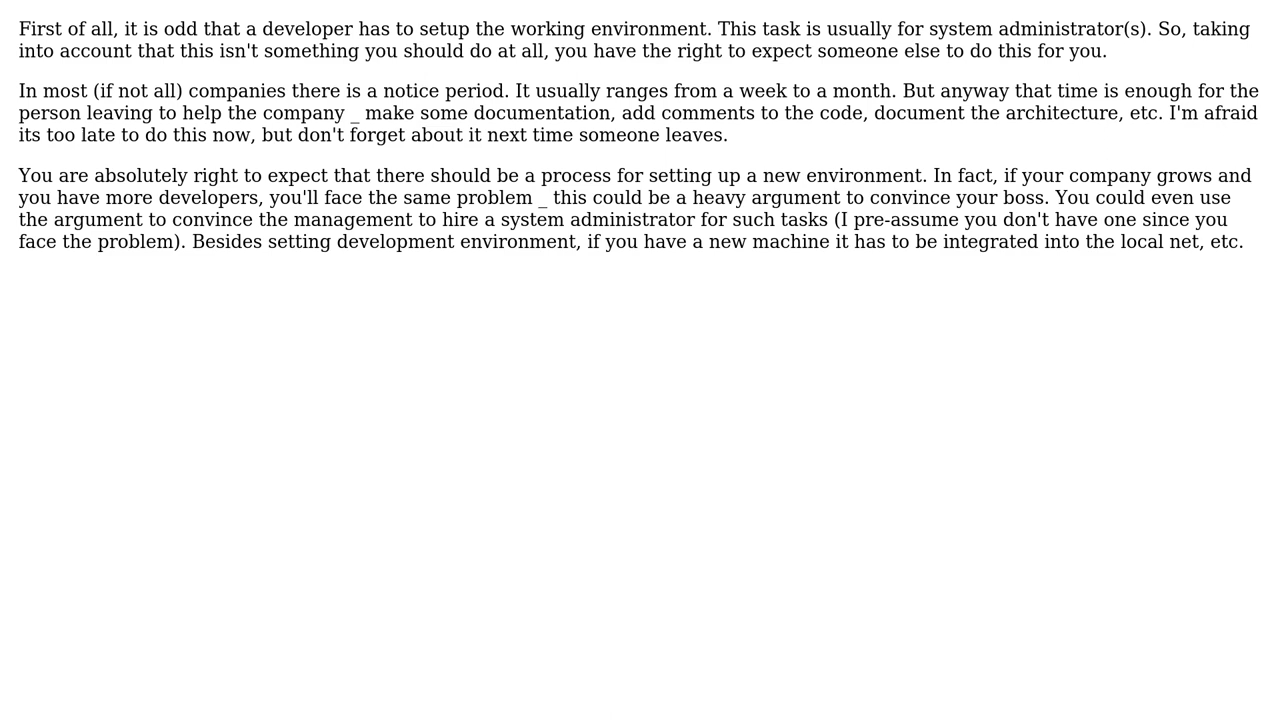 First of all, it is odd that a developer has to setup the working environment. This task is usually for system administrator(s). So, taking
into account that this isn't something you should do at all, you have the right to expect someone else to do this for you.
In most (if not all) companies there is a notice period. It usually ranges from a week to a month. But anyway that time is enough for the
person leaving to help the company _ make some documentation, add comments to the code, document the architecture, etc. I'm afraid
its too late to do this now, but don't forget about it next time someone leaves.
You are absolutely right to expect that there should be a process for setting up a new environment. In fact, if your company grows and
you have more developers, you'll face the same problem _ this could be a heavy argument to convince your boss. You could even use
the argument to convince the management to hire a system administrator for such tasks (I pre-assume you don't have one since you
face the problem). Besides setting development environment, if you have a new machine it has to be integrated into the local net, etc.